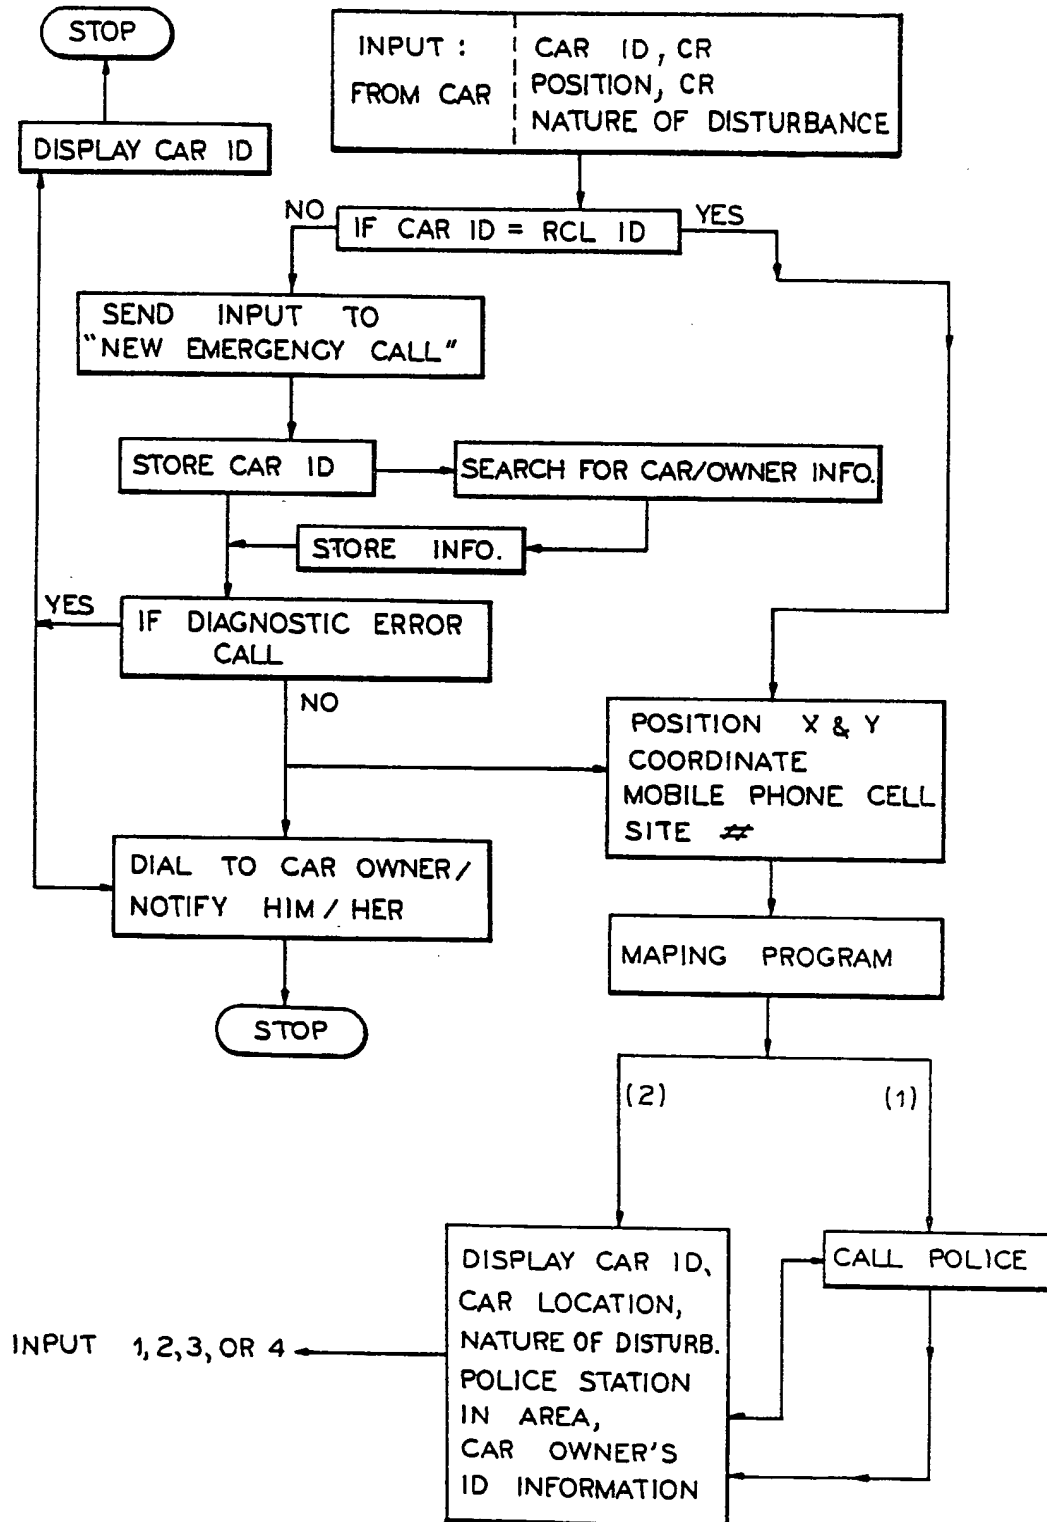 STOP
INPUT : CAR ID, CR
FROM CAR POSITION, CR
NATURE OF DISTURBANCE
DISPLAY CAR ID
NO
IF CAR ID = RCL ID
YES
SEND INPUT TO
"NEW EMERGENCY CALL"
STORE CAR ID
SEARCH FOR CAR/OWNER INFO.
STORE INFO.
YES
IF DIAGNOSTIC ERROR
CALL
NO
POSITION X & Y
COORDINATE
MOBILE PHONE CELL
SITE #
DIAL TO CAR OWNER/
NOTIFY HIM / HER
MAPING PROGRAM
STOP
(2)
(1)
DISPLAY CAR ID,
CAR LOCATION,
NATURE OF DISTURB.
POLICE STATION
IN AREA,
CAR OWNER'S
ID INFORMATION
CALL POLICE
INPUT 1,2,3, OR 4